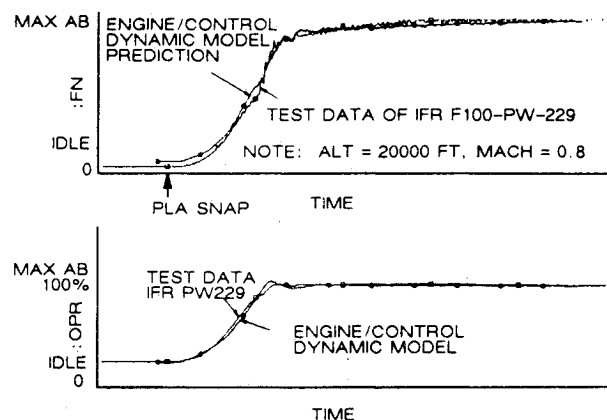 MAX AB
ENGINE/CONTROL
DYNAMIC MODEL
PREDICTION
:FN
TEST DATA OF IFR F100-PW-229
IDLE
NOTE: ALT = 20000 FT, MACH = 0.8
0
PLA SNAP
TIME
MAX AB
100%
TEST DATA
IFR PW229
:OPR
ENGINE/CONTROL
DYNAMIC MODEL
IDLE
0
TIME